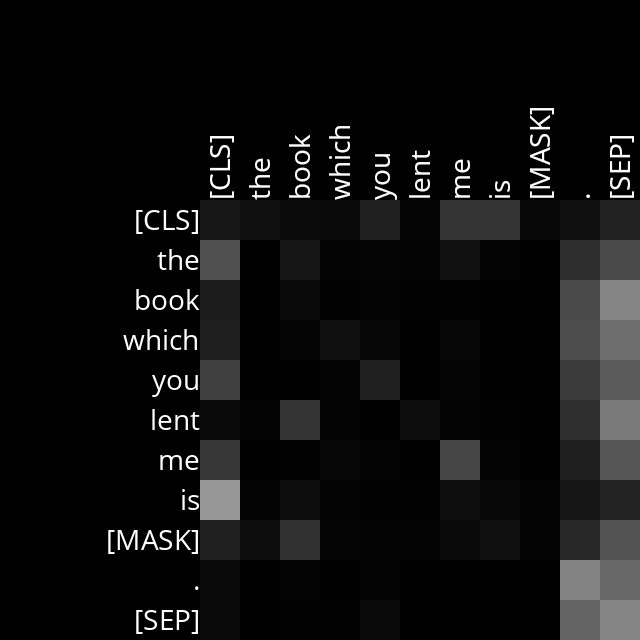 [CLS] the book which you lent me is [MASK] . [SEP]
[CLS]
the
book
which
you
lent
me
is
[MASK]
.
[SEP]